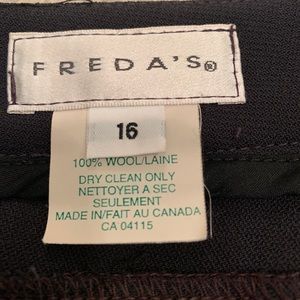 FREDA'S®
16
100% WOOL/LAINE
DRY CLEAN ONLY
NETTOYER A SEC
SEULEMENT
MADE IN/FAIT AU CANADA
CA 04115